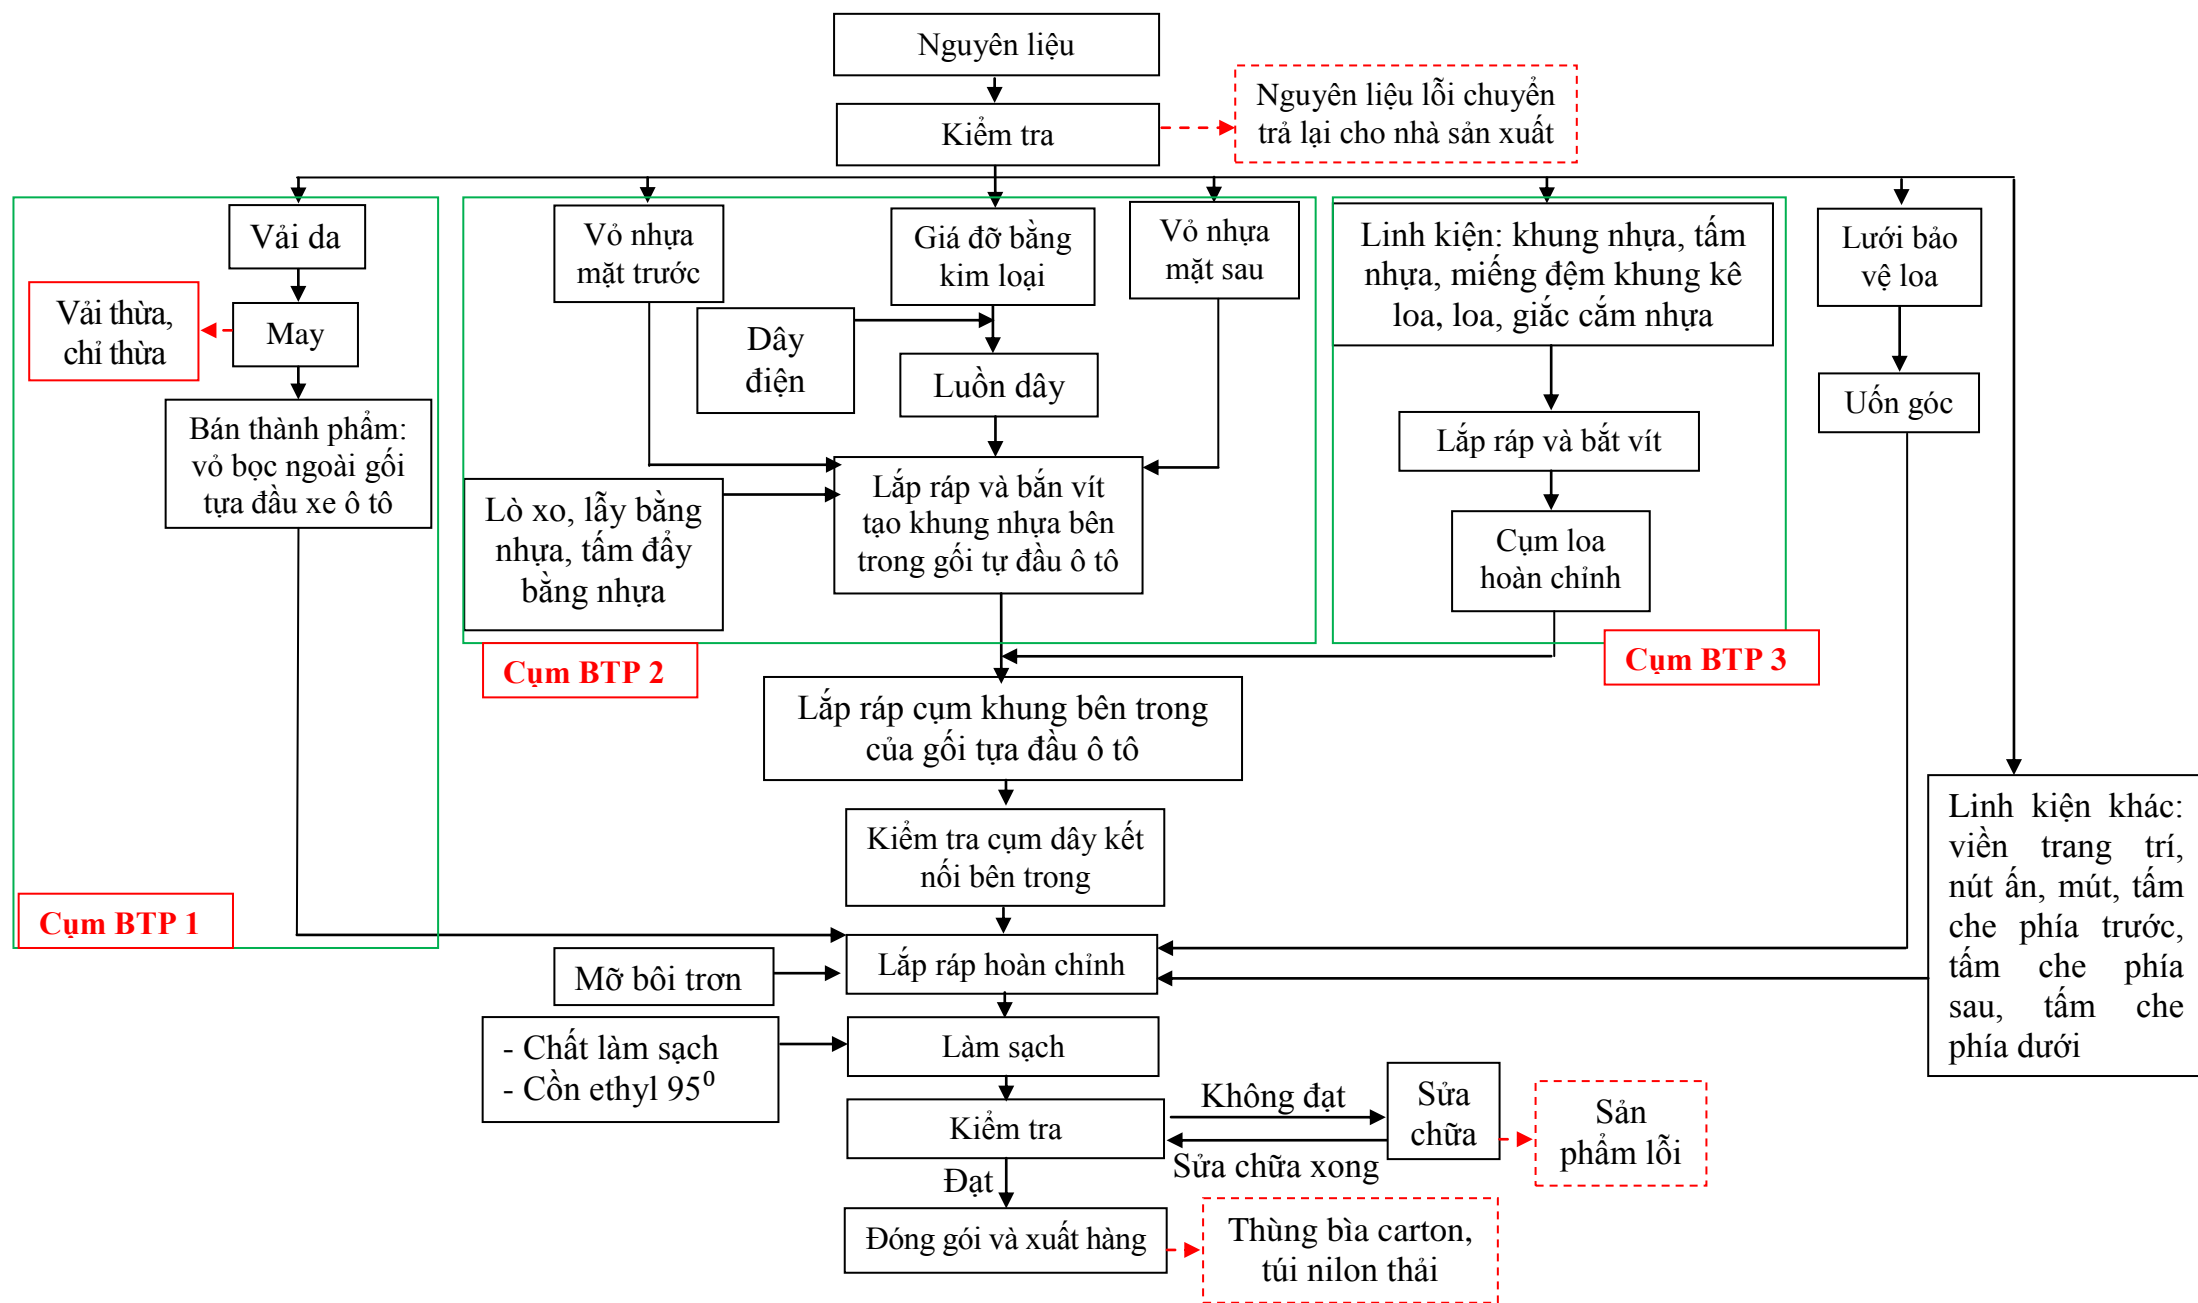 Nguyên liệu
Kiểm tra
Nguyên liệu lỗi chuyển
trả lại cho nhà sản xuất
Vải da
Vải thừa,
chỉ thừa
May
Bán thành phẩm:
vỏ bọc ngoài gối
tựa đầu xe ô tô
Cụm BTP 1
Vỏ nhựa
mặt trước
Giá đỡ bằng
kim loại
Vỏ nhựa
mặt sau
Dây
điện
Luồn dây
Lò xo, lẫy bằng
nhựa, tấm đẩy
bằng nhựa
Lắp ráp và bắn vít
tạo khung nhựa bên
trong gối tự đầu ô tô
Cụm BTP 2
Linh kiện: khung nhựa, tấm
nhựa, miếng đệm khung kê
loa, loa, giắc cắm nhựa
Lắp ráp và bắt vít
Cụm loa
hoàn chỉnh
Cụm BTP 3
Lưới bảo
vệ loa
Uốn góc
Lắp ráp cụm khung bên trong
của gối tựa đầu ô tô
Kiểm tra cụm dây kết
nối bên trong
Linh kiện khác:
viền trang trí,
nút ấn, mút, tấm
che phía trước,
tấm che phía
sau, tấm che
phía dưới
Lắp ráp hoàn chỉnh
Mỡ bôi trơn
- Chất làm sạch
- Cồn ethyl 95⁰
Làm sạch
Kiểm tra
Không đạt
Sửa chữa xong
Sửa
chữa
Sản
phẩm lỗi
Đạt
Đóng gói và xuất hàng
Thùng bìa carton,
túi nilon thải